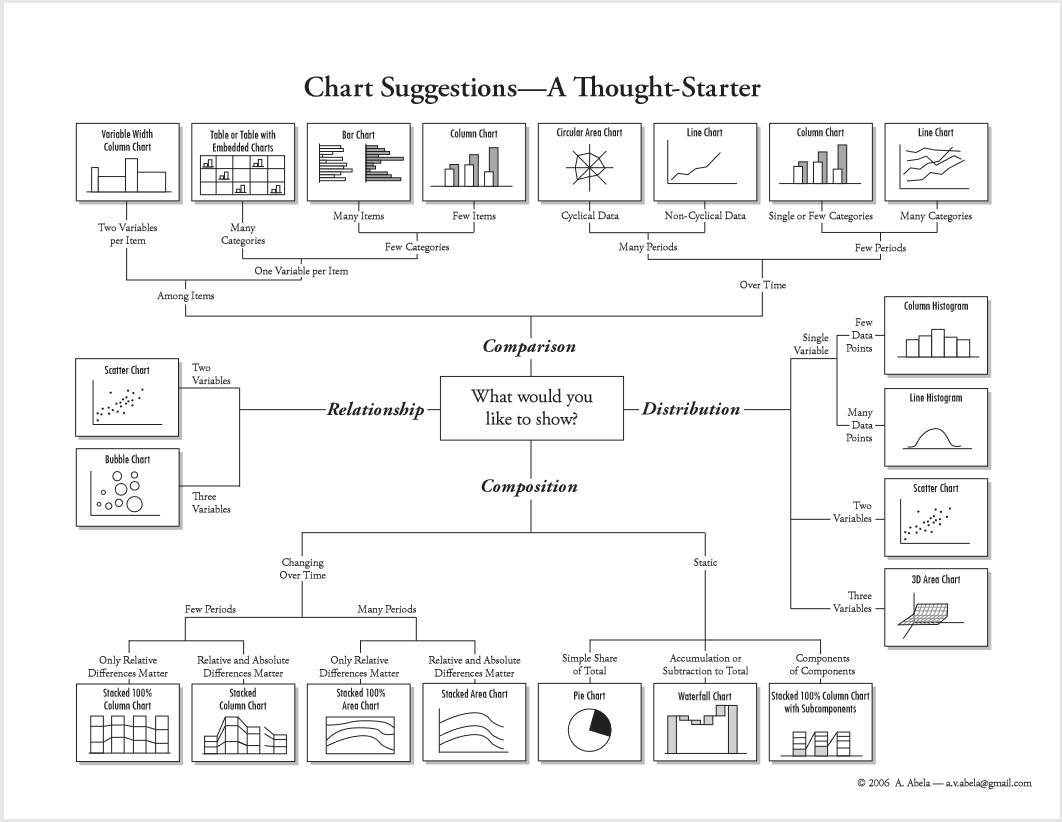 Chart Suggestions—A Thought-Starter
Variable Width
Column Chart
Table or Table with
Embedded Charts
Bar Chart
Column Chart
Circular Area Chart
Line Chart
Column Chart
Line Chart
Two Variables
per Item
Many
Categories
Many Items
Few Items
Cyclical Data
Non-Cyclical Data
Single or Few Categories
Many Categories
Few Categories
Many Periods
Few Periods
One Variable per Item
Among Items
Over Time
Comparison
What would you
like to show?
Relationship
Two
Variables
Scatter Chart
Three
Variables
Bubble Chart
Distribution
Single
Variable
Few
Data
Points
Column Histogram
Many
Data
Points
Line Histogram
Two
Variables
Scatter Chart
Three
Variables
3D Area Chart
Composition
Changing
Over Time
Static
Few Periods
Many Periods
Only Relative
Differences Matter
Relative and Absolute
Differences Matter
Only Relative
Differences Matter
Relative and Absolute
Differences Matter
Simple Share
of Total
Accumulation or
Subtraction to Total
Components
of Components
Stacked 100%
Column Chart
Stacked
Column Chart
Stacked 100%
Area Chart
Stacked Area Chart
Pie Chart
Waterfall Chart
Stacked 100% Column Chart
with Subcomponents
© 2006 A. Abela — a.v.abela@gmail.com